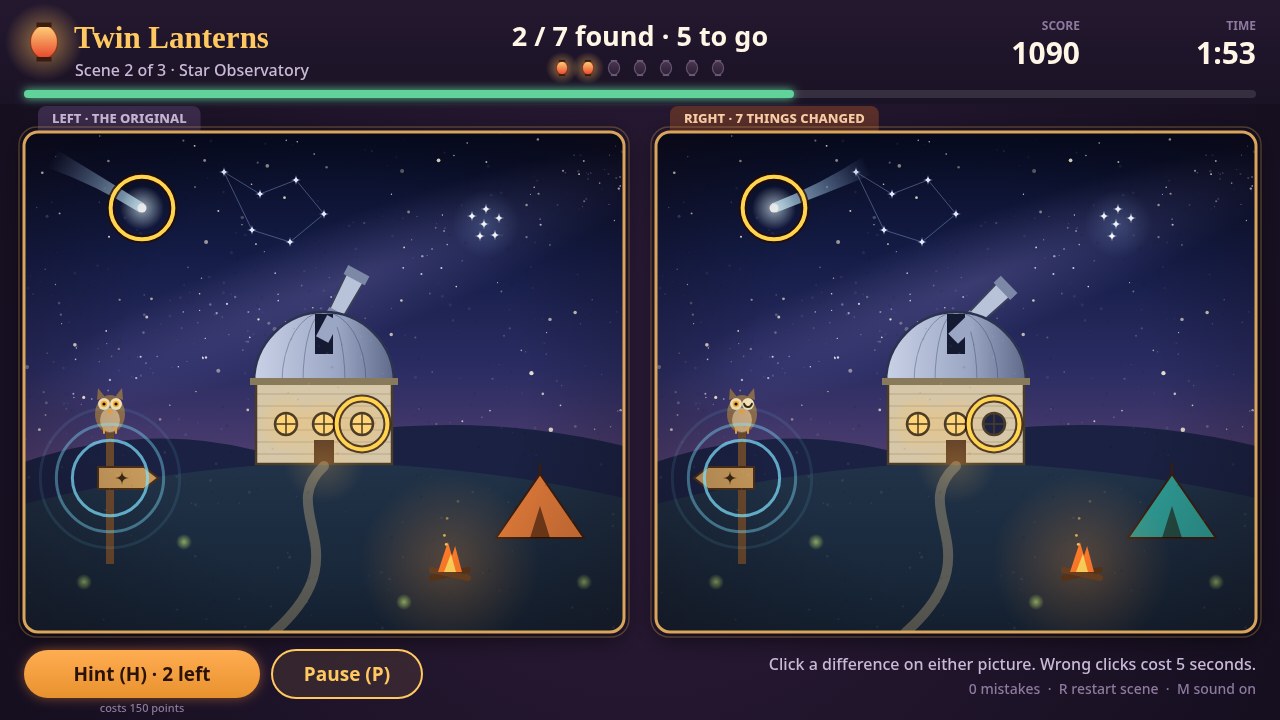 Twin Lanterns
Scene 2 of 3 · Star Observatory
2 / 7 found · 5 to go
SCORE
1090
TIME
1:53
LEFT · THE ORIGINAL
RIGHT · 7 THINGS CHANGED
Hint (H) · 2 left
costs 150 points
Pause (P)
Click a difference on either picture. Wrong clicks cost 5 seconds.
0 mistakes · R restart scene · M sound on